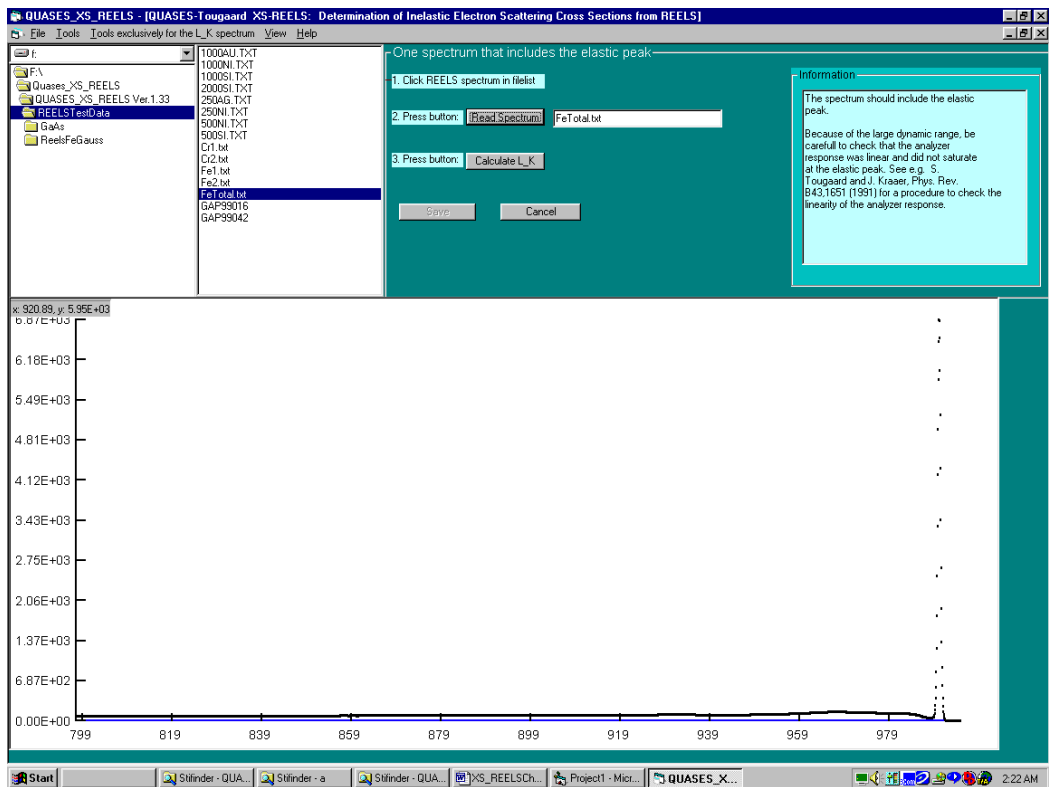 QUASES_XS_REELS - [QUASES-Tougaard XS-REELS: Determination of Inelastic Electron Scattering Cross Sections from REELS]
File Tools Tools exclusively for the L_K spectrum View Help
f:
F:\
Quases_XS_REELS
QUASES_XS_REELS Ver.1.33
REELSTestData
GaAs
ReelsFeGauss
1000AU.TXT
1000NI.TXT
1000SI.TXT
2000SI.TXT
250AG.TXT
250NI.TXT
500NI.TXT
500SI.TXT
Cr1.txt
Cr2.txt
Fe1.txt
Fe2.txt
FeTotal.txt
GAP99016
GAP99042
One spectrum that includes the elastic peak
1. Click REELS spectrum in filelist
2. Press button: Read Spectrum FeTotal.txt
3. Press button: Calculate L_K
Save Cancel
Information
The spectrum should include the elastic
peak.
Because of the large dynamic range, be
carefull to check that the analyzer
response was linear and did not saturate
at the elastic peak. See e.g. S.
Tougaard and J. Kraaer, Phys. Rev.
B43,1651 (1991) for a procedure to check the
linearity of the analyzer response.
x: 920.89, y: 5.95E+03
6.87E+03
6.18E+03
5.49E+03
4.81E+03
4.12E+03
3.43E+03
2.75E+03
2.06E+03
1.37E+03
6.87E+02
0.00E+00
799 819 839 859 879 899 919 939 959 979
Start Stifinder - QUA... Stifinder - a Stifinder - QUA... XS_REELSCh... Project1 - Micr... QUASES_X... 2:22 AM